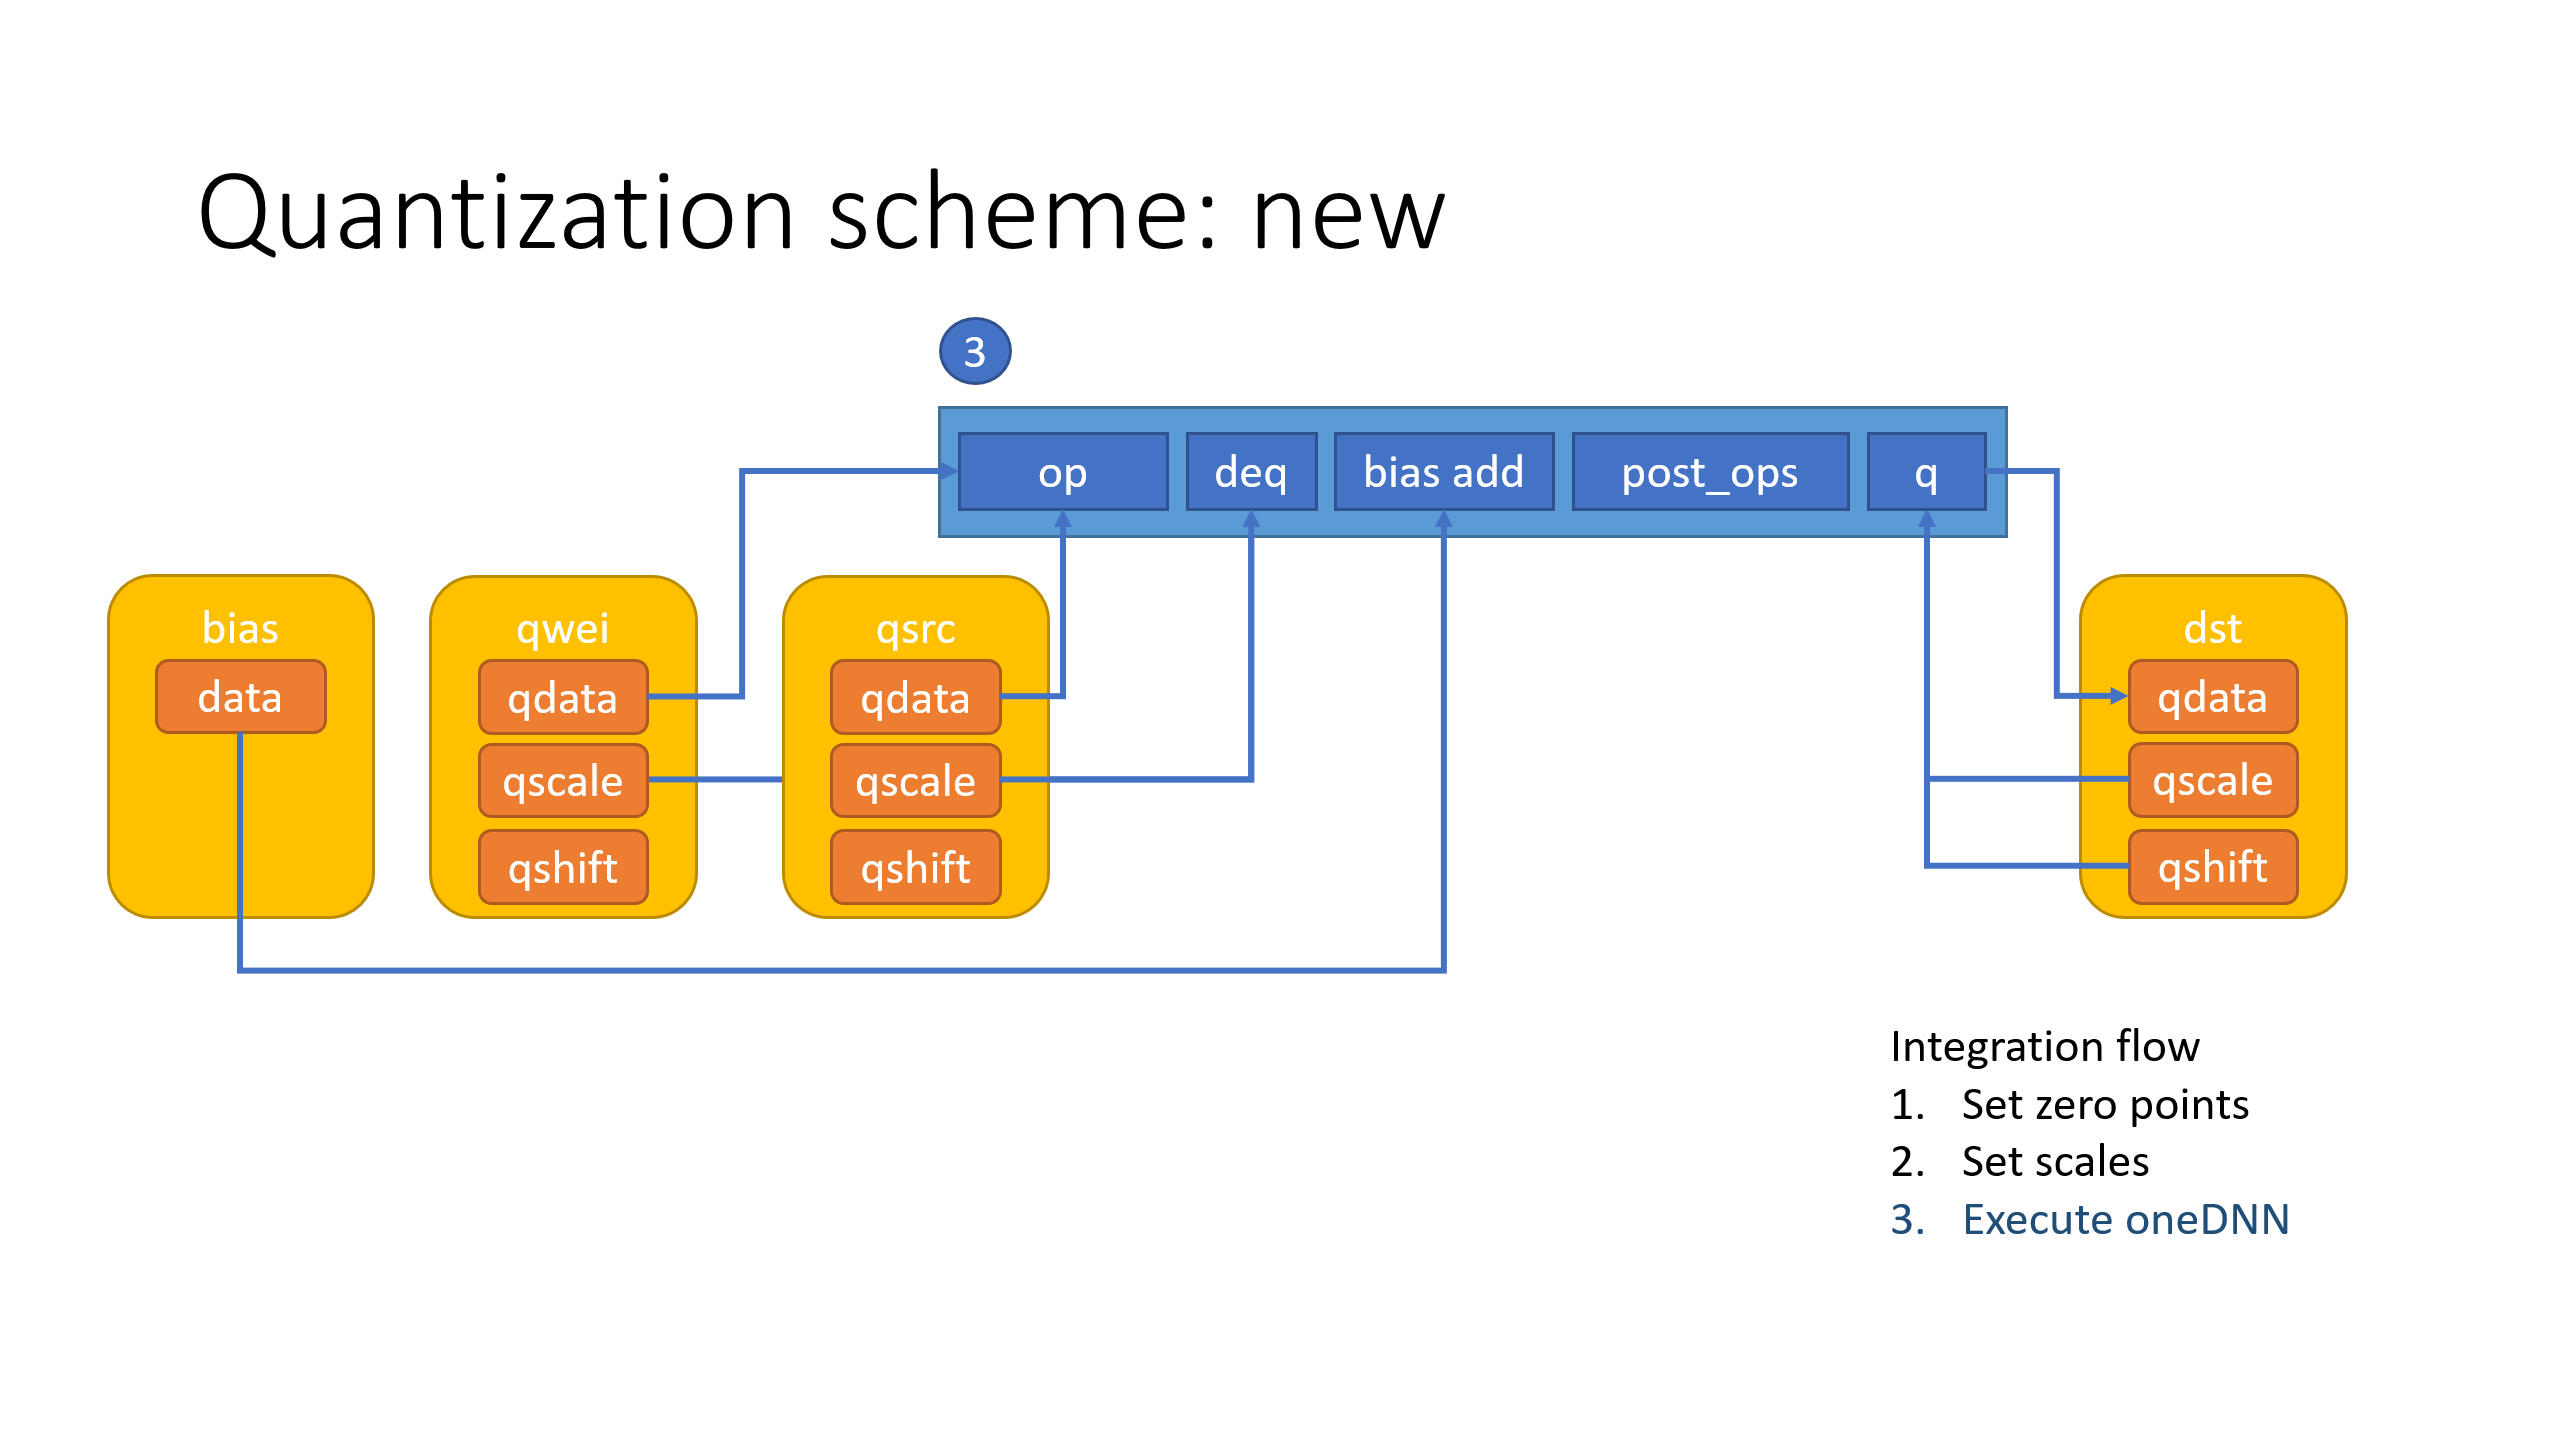 Quantization scheme: new
3
op
deq
bias add
post_ops
q
bias
data
qwei
qdata
qscale
qshift
qsrc
qdata
qscale
qshift
dst
qdata
qscale
qshift
Integration flow
1. Set zero points
2. Set scales
3. Execute oneDNN